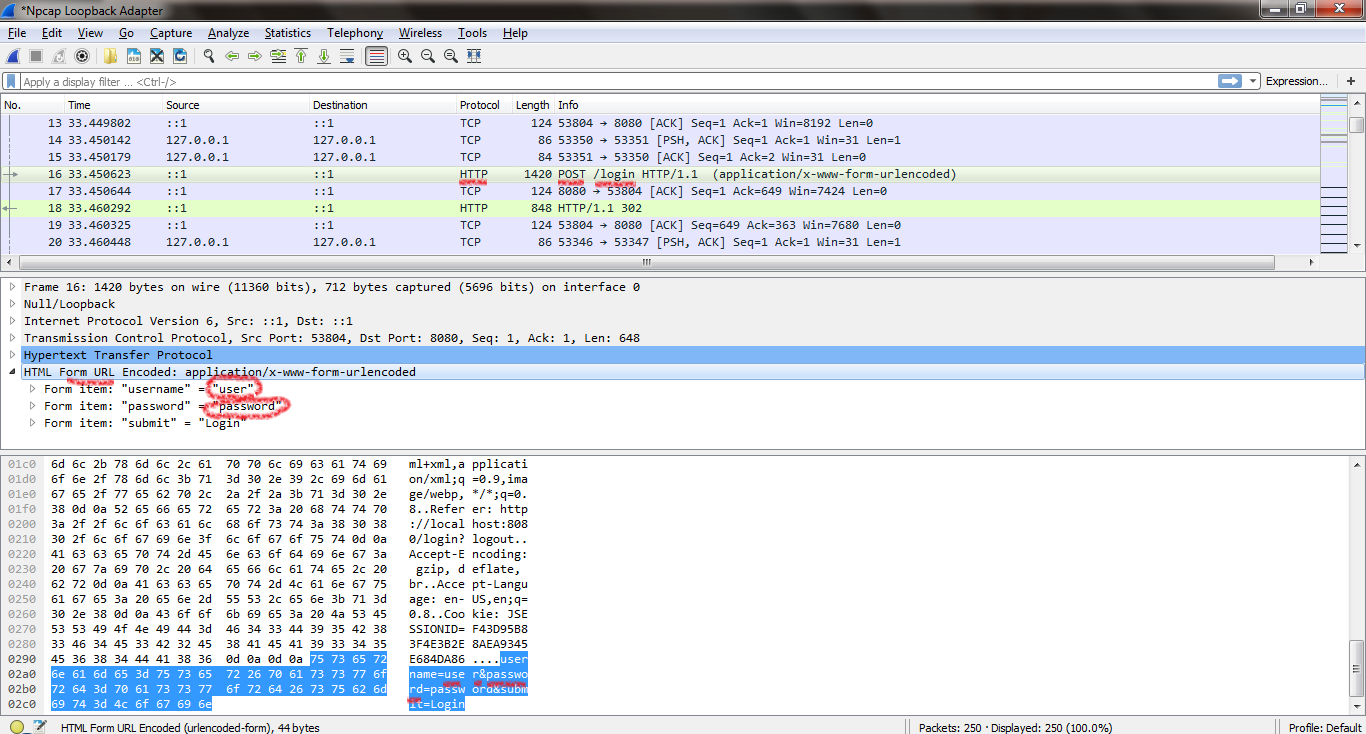 *Npcap Loopback Adapter
File Edit View Go Capture Analyze Statistics Telephony Wireless Tools Help
Apply a display filter ... <Ctrl-/> Expression... +
No. Time Source Destination Protocol Length Info
13 33.449802 ::1 ::1 TCP 124 53804 → 8080 [ACK] Seq=1 Ack=1 Win=8192 Len=0
14 33.450142 127.0.0.1 127.0.0.1 TCP 86 53350 → 53351 [PSH, ACK] Seq=1 Ack=1 Win=31 Len=1
15 33.450179 127.0.0.1 127.0.0.1 TCP 84 53351 → 53350 [ACK] Seq=1 Ack=2 Win=31 Len=0
16 33.450623 ::1 ::1 HTTP 1420 POST /login HTTP/1.1 (application/x-www-form-urlencoded)
17 33.450644 ::1 ::1 TCP 124 8080 → 53804 [ACK] Seq=1 Ack=649 Win=7424 Len=0
18 33.460292 ::1 ::1 HTTP 848 HTTP/1.1 302
19 33.460325 ::1 ::1 TCP 124 53804 → 8080 [ACK] Seq=649 Ack=363 Win=7680 Len=0
20 33.460448 127.0.0.1 127.0.0.1 TCP 86 53346 → 53347 [PSH, ACK] Seq=1 Ack=1 Win=31 Len=1
Frame 16: 1420 bytes on wire (11360 bits), 712 bytes captured (5696 bits) on interface 0
Null/Loopback
Internet Protocol Version 6, Src: ::1, Dst: ::1
Transmission Control Protocol, Src Port: 53804, Dst Port: 8080, Seq: 1, Ack: 1, Len: 648
Hypertext Transfer Protocol
HTML Form URL Encoded: application/x-www-form-urlencoded
Form item: "username" = "user"
Form item: "password" = "password"
Form item: "submit" = "Login"
01c0 6d 6c 2b 78 6d 6c 2c 61 70 70 6c 69 63 61 74 69 ml+xml,a pplicati
01d0 6f 6e 2f 78 6d 6c 3b 71 3d 30 2e 39 2c 69 6d 61 on/xml;q =0.9,ima
01e0 67 65 2f 77 65 62 70 2c 2a 2f 2a 3b 71 3d 30 2e ge/webp, */*;q=0.
01f0 38 0d 0a 52 65 66 65 72 65 72 3a 20 68 74 74 70 8..Refer er: http
0200 3a 2f 2f 6c 6f 63 61 6c 68 6f 73 74 3a 38 30 38 ://local host:808
0210 30 2f 6c 6f 67 69 6e 3f 6c 6f 67 6f 75 74 0d 0a 0/login? logout..
0220 41 63 63 65 70 74 2d 45 6e 63 6f 64 69 6e 67 3a Accept-E ncoding:
0230 20 67 7a 69 70 2c 20 64 65 66 6c 61 74 65 2c 20 gzip, d eflate,
0240 62 72 0d 0a 41 63 63 65 70 74 2d 4c 61 6e 67 75 br..Acce pt-Langu
0250 61 67 65 3a 20 65 6e 2d 55 53 2c 65 6e 3b 71 3d age: en- US,en;q=
0260 30 2e 38 0d 0a 43 6f 6f 6b 69 65 3a 20 4a 53 45 0.8..Coo kie: JSE
0270 53 53 49 4f 4e 49 44 3d 46 34 33 44 39 35 42 38 SSIONID= F43D95B8
0280 33 46 34 45 33 42 32 45 38 41 45 41 39 33 34 35 3F4E3B2E 8AEA9345
0290 45 36 38 34 44 41 38 36 0d 0a 0d 0a 75 73 65 72 E684DA86 ....user
02a0 6e 61 6d 65 3d 75 73 65 72 26 70 61 73 73 77 6f name=use r&passwo
02b0 72 64 3d 70 61 73 73 77 6f 72 64 26 73 75 62 6d rd=passw ord&subm
02c0 69 74 3d 4c 6f 67 69 6e it=Login
HTML Form URL Encoded (urlencoded-form), 44 bytes Packets: 250 · Displayed: 250 (100.0%) Profile: Default